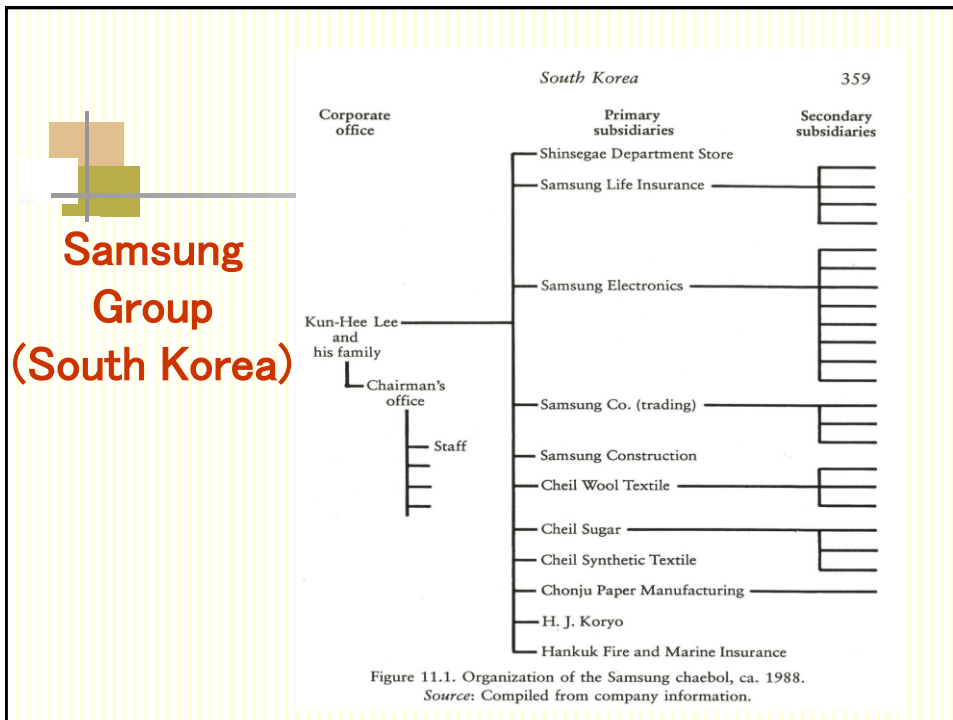 Samsung
Group
(South Korea)
South Korea 359
Corporate
office
Primary
subsidiaries
Secondary
subsidiaries
Shinsegae Department Store
Samsung Life Insurance
Samsung Electronics
Kun-Hee Lee
and
his family
Chairman's
office
Staff
Samsung Co. (trading)
Samsung Construction
Cheil Wool Textile
Cheil Sugar
Cheil Synthetic Textile
Chonju Paper Manufacturing
H. J. Koryo
Hankuk Fire and Marine Insurance
Figure 11.1. Organization of the Samsung chaebol, ca. 1988.
Source: Compiled from company information.